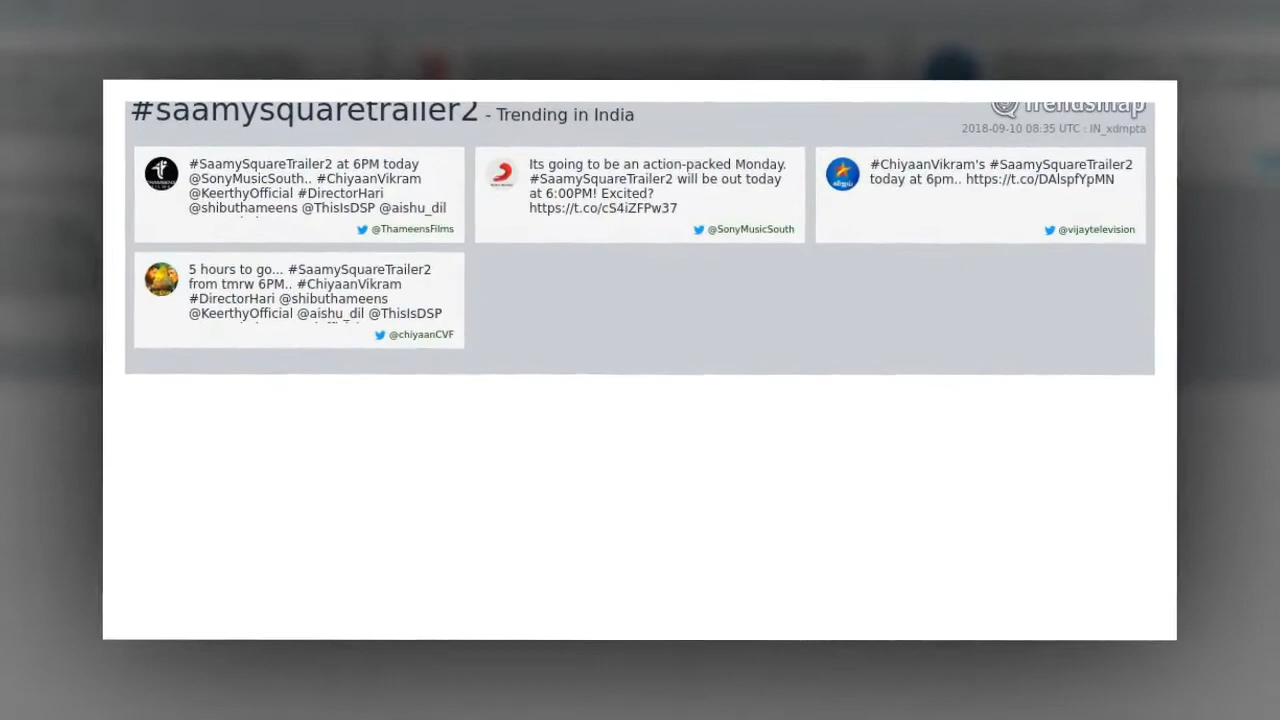 #saamysquaretrailer2 - Trending in India
Trendsmap
2018-09-10 08:35 UTC : IN_xdmpta
#SaamySquareTrailer2 at 6PM today
@SonyMusicSouth.. #ChiyaanVikram
@KeerthyOfficial #DirectorHari
@shibuthameens @ThisIsDSP @aishu_dil
@ThameensFilms
Its going to be an action-packed Monday.
#SaamySquareTrailer2 will be out today
at 6:00PM! Excited?
https://t.co/cS4iZFPw37
@SonyMusicSouth
விஜய்
#ChiyaanVikram's #SaamySquareTrailer2
today at 6pm.. https://t.co/DAlspfYpMN
@vijaytelevision
5 hours to go... #SaamySquareTrailer2
from tmrw 6PM.. #ChiyaanVikram
#DirectorHari @shibuthameens
@KeerthyOfficial @aishu_dil @ThisIsDSP
@chiyaanCVF